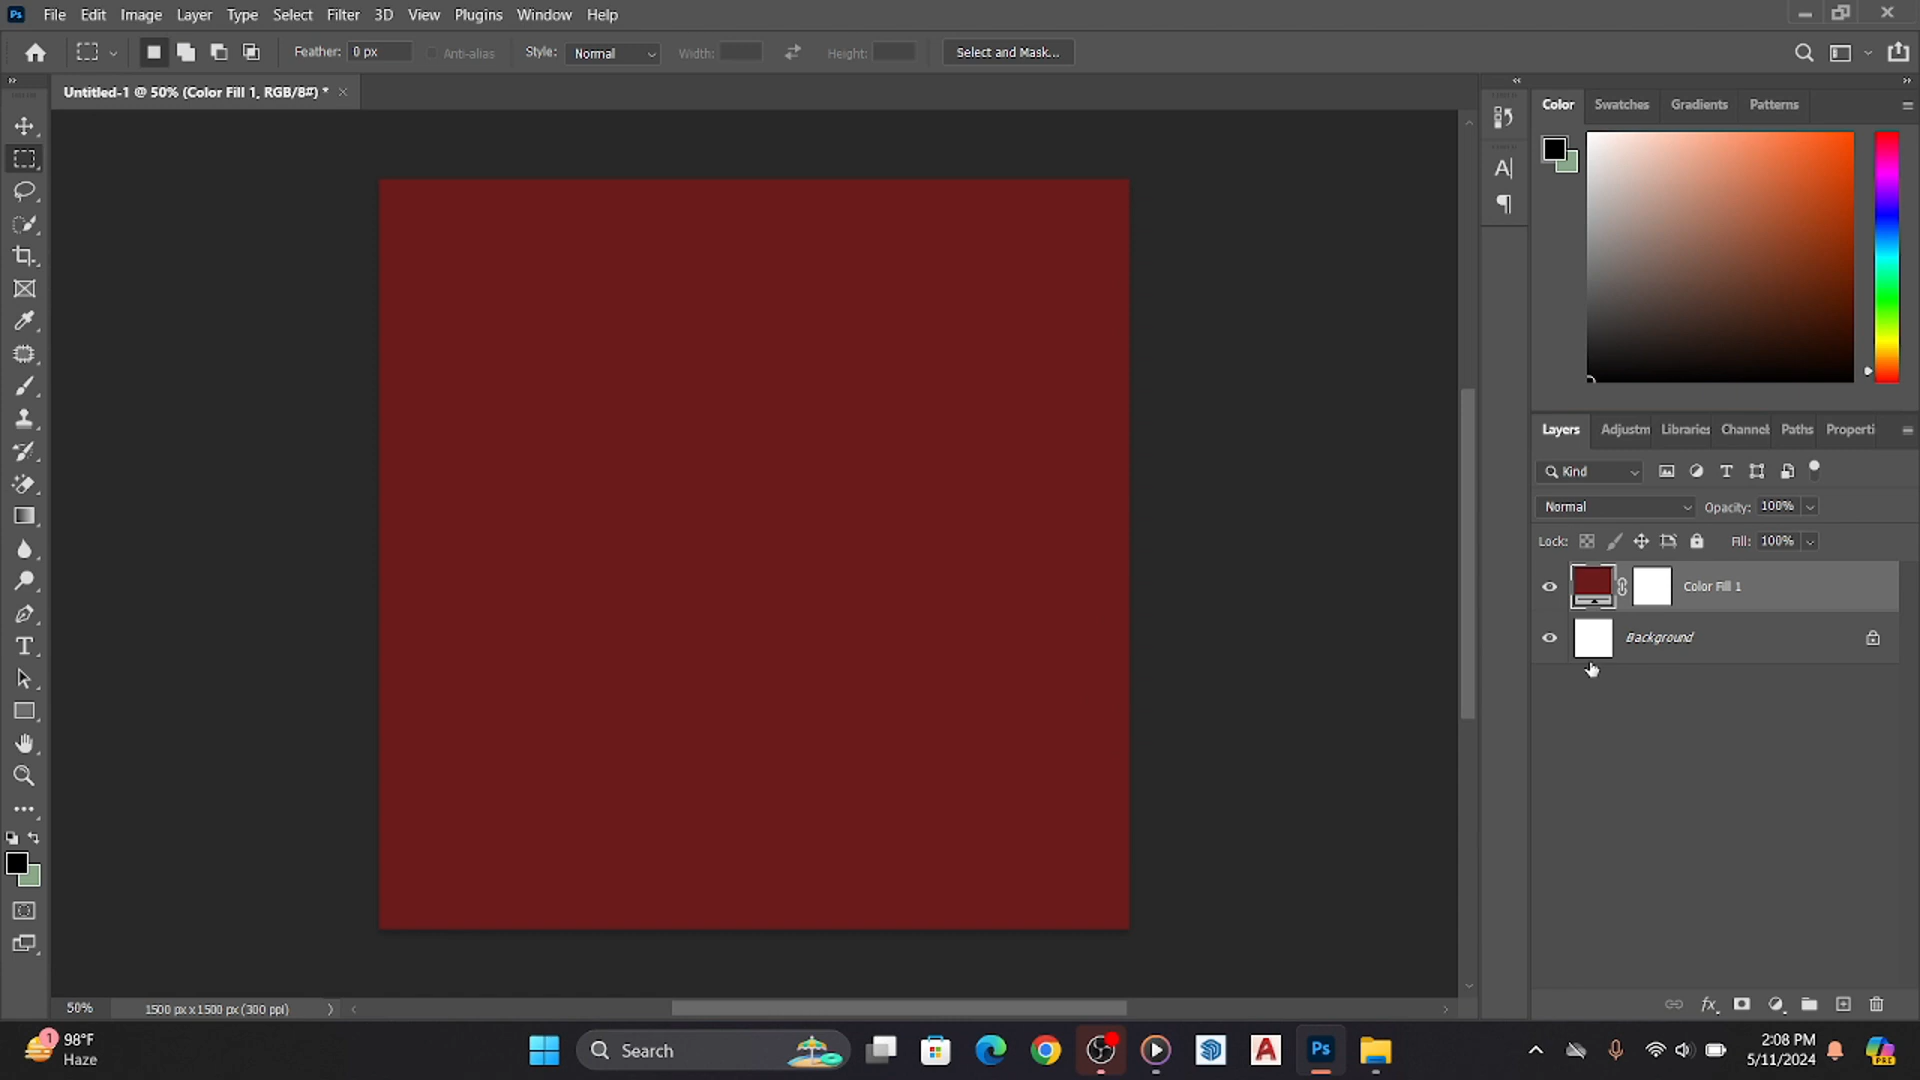 Ps File Edit Image Layer Type Select Filter 3D View Plugins Window Help
Feather: 0 px Anti-alias Style: Normal Width: Height: Select and Mask...
Untitled-1 @ 50% (Color Fill 1, RGB/8#) *
Color Swatches Gradients Patterns
Layers Adjustm Libraries Channel Paths Properti
Kind
Normal Opacity: 100%
Lock: Fill: 100%
Color Fill 1
Background
50% 1500 px x 1500 px (300 ppi)
1 98°F
Haze
Search
Ps
PRE
2:08 PM
5/11/2024